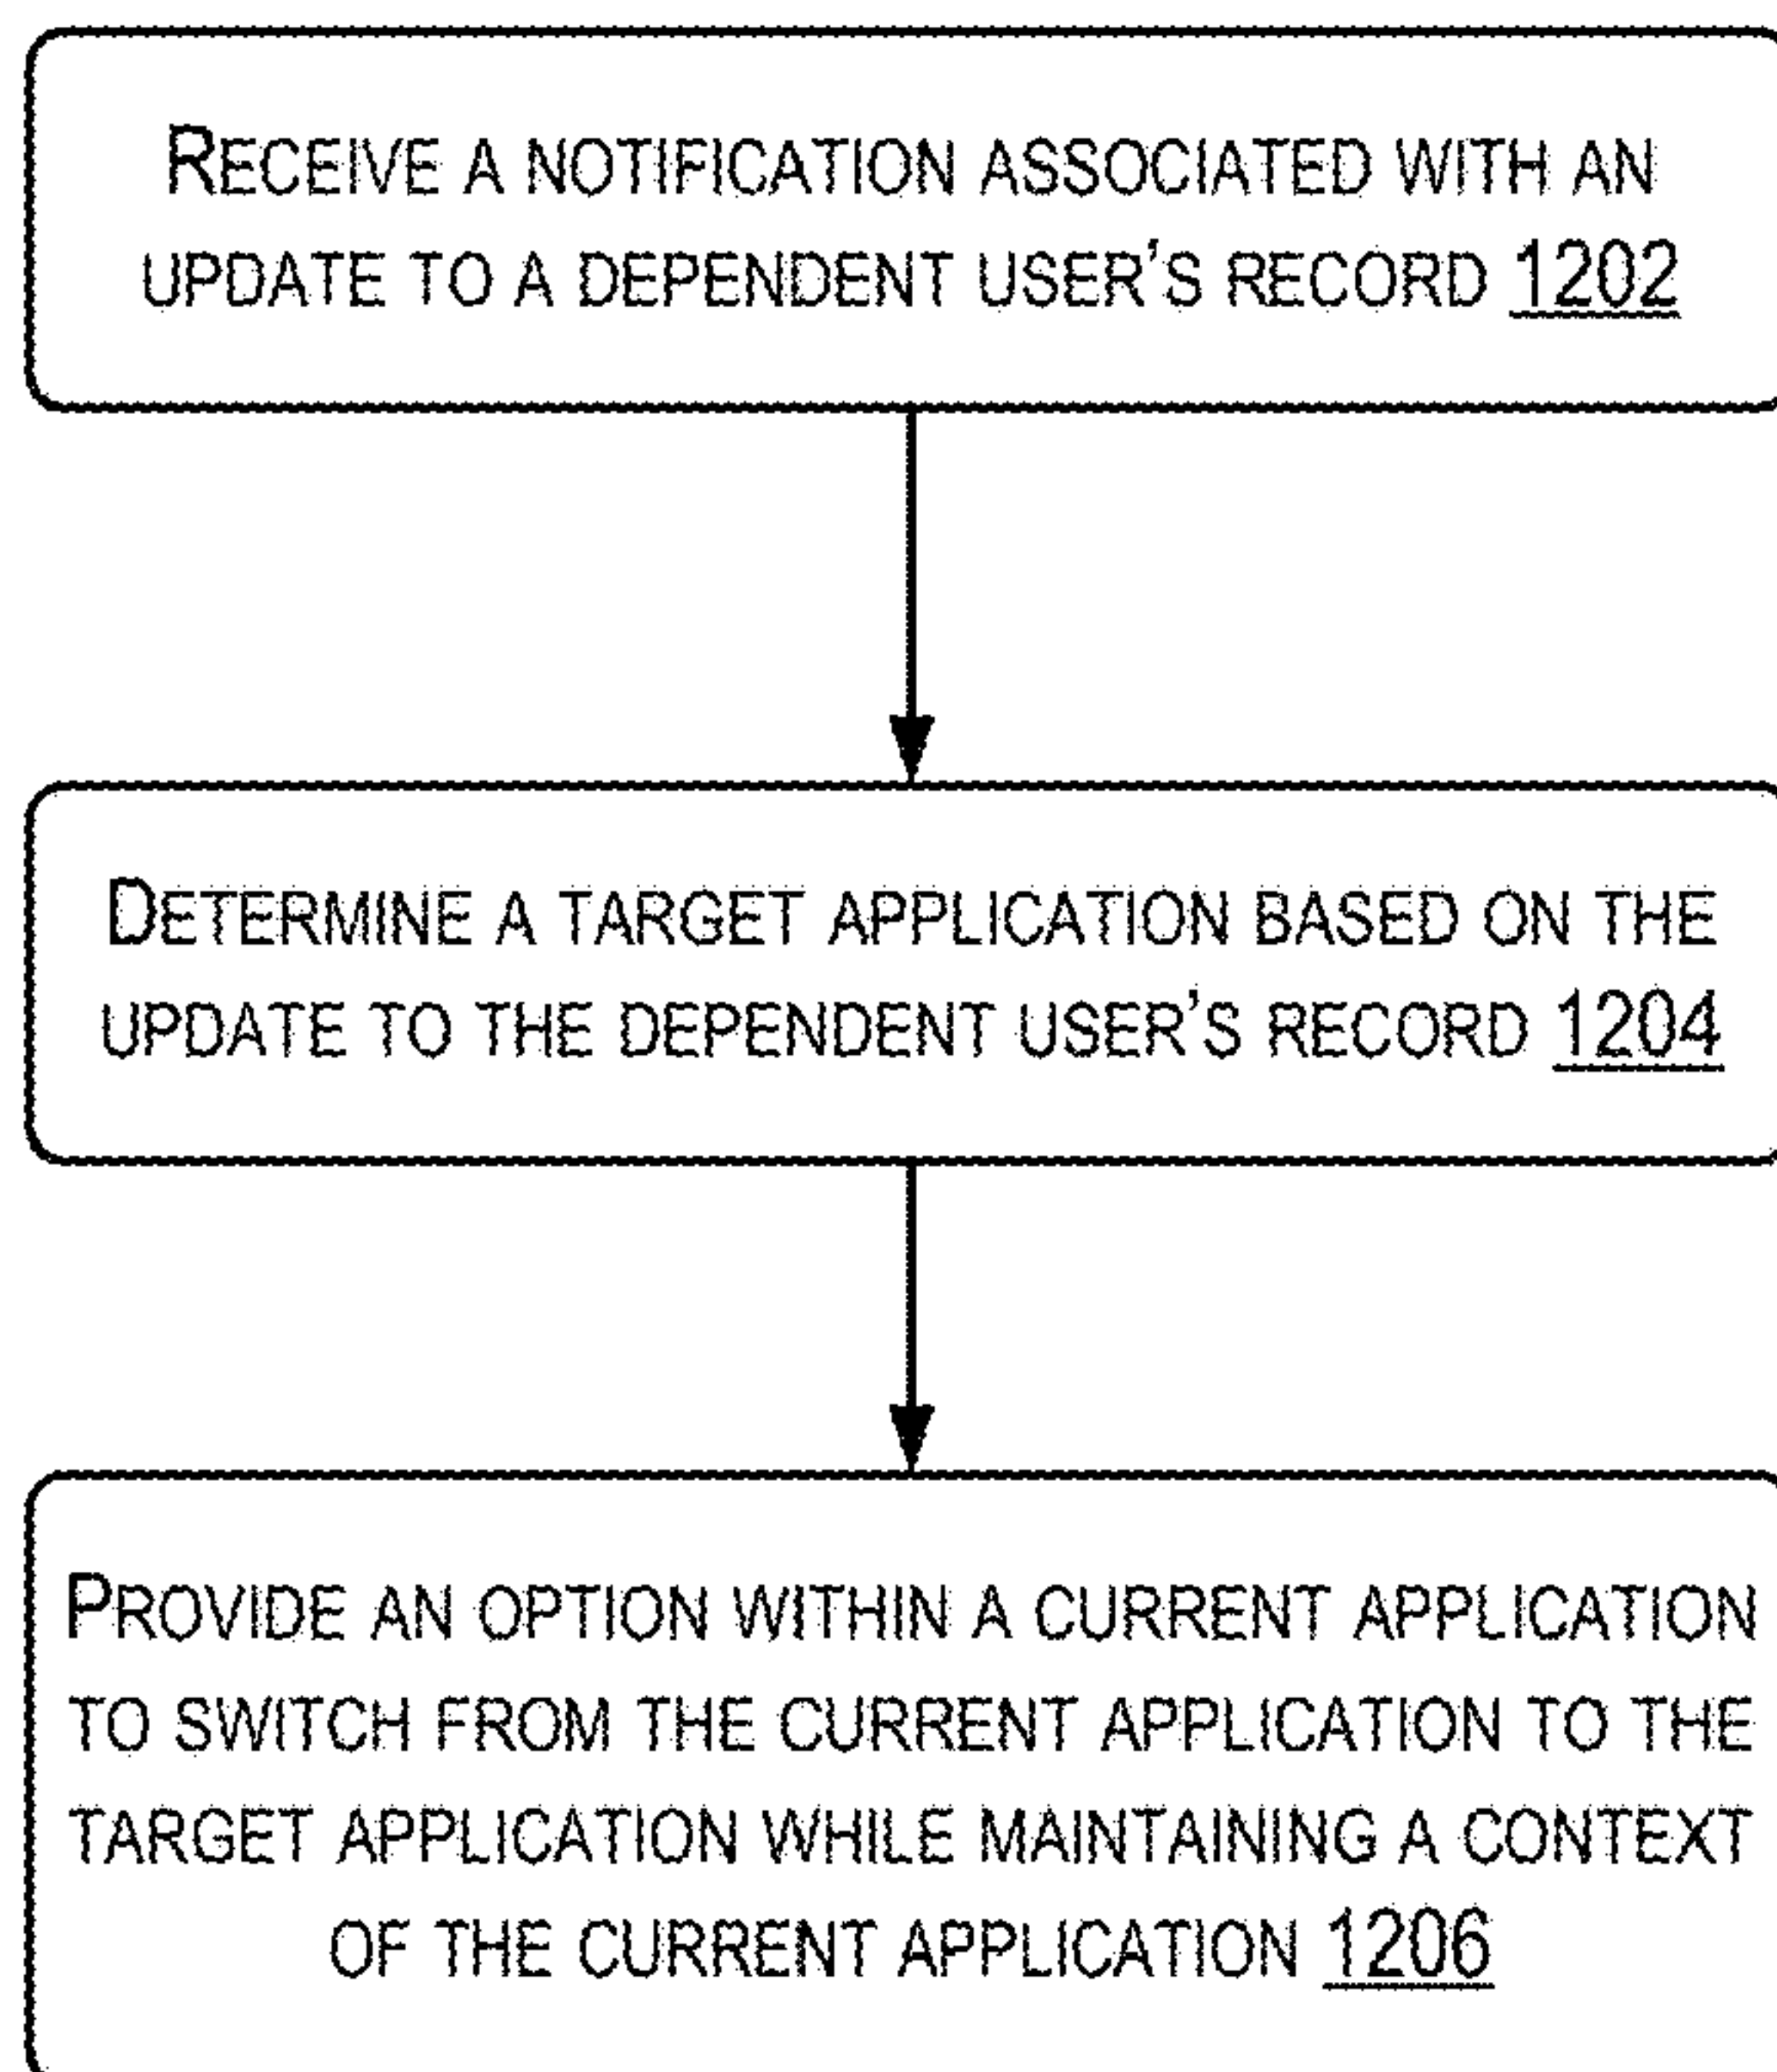 RECEIVE A NOTIFICATION ASSOCIATED WITH AN
UPDATE TO A DEPENDENT USER'S RECORD 1202
DETERMINE A TARGET APPLICATION BASED ON THE
UPDATE TO THE DEPENDENT USER'S RECORD 1204
PROVIDE AN OPTION WITHIN A CURRENT APPLICATION
TO SWITCH FROM THE CURRENT APPLICATION TO THE
TARGET APPLICATION WHILE MAINTAINING A CONTEXT
OF THE CURRENT APPLICATION 1206